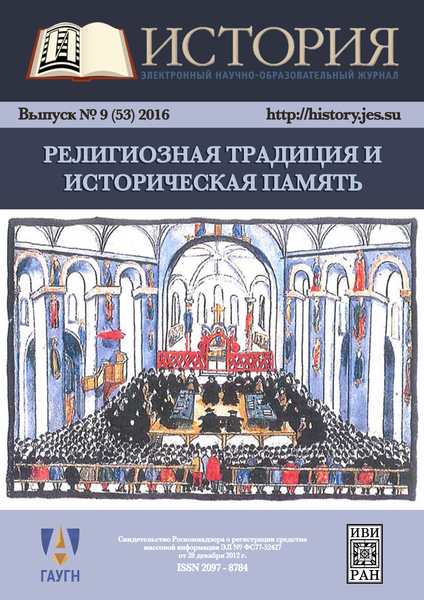 ИСТОРИЯ
ЭЛЕКТРОННЫЙ НАУЧНО-ОБРАЗОВАТЕЛЬНЫЙ ЖУРНАЛ
Выпуск № 9 (53) 2016
http://history.jes.su
РЕЛИГИОЗНАЯ ТРАДИЦИЯ И
ИСТОРИЧЕСКАЯ ПАМЯТЬ
Свидетельство Роскомнадзора о регистрации средства
массовой информации ЭЛ № ФС77-52427
от 28 декабря 2012 г.
ISSN 2097 - 8784
ГАУГН
ИВИ
РАН